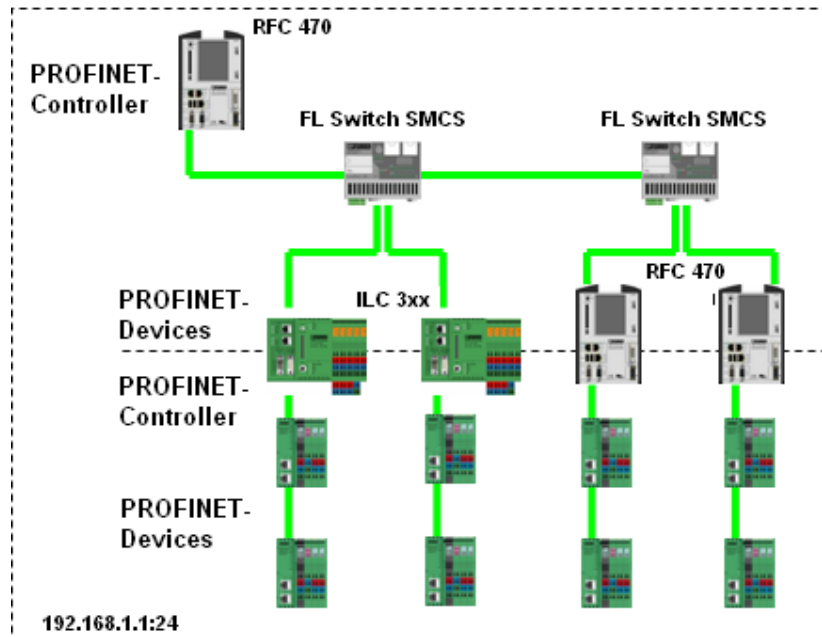 RFC 470
PROFINET-
Controller
FL Switch SMCS
FL Switch SMCS
RFC 470
PROFINET-
Devices
ILC 3xx
PROFINET-
Controller
PROFINET-
Devices
192.168.1.1:24